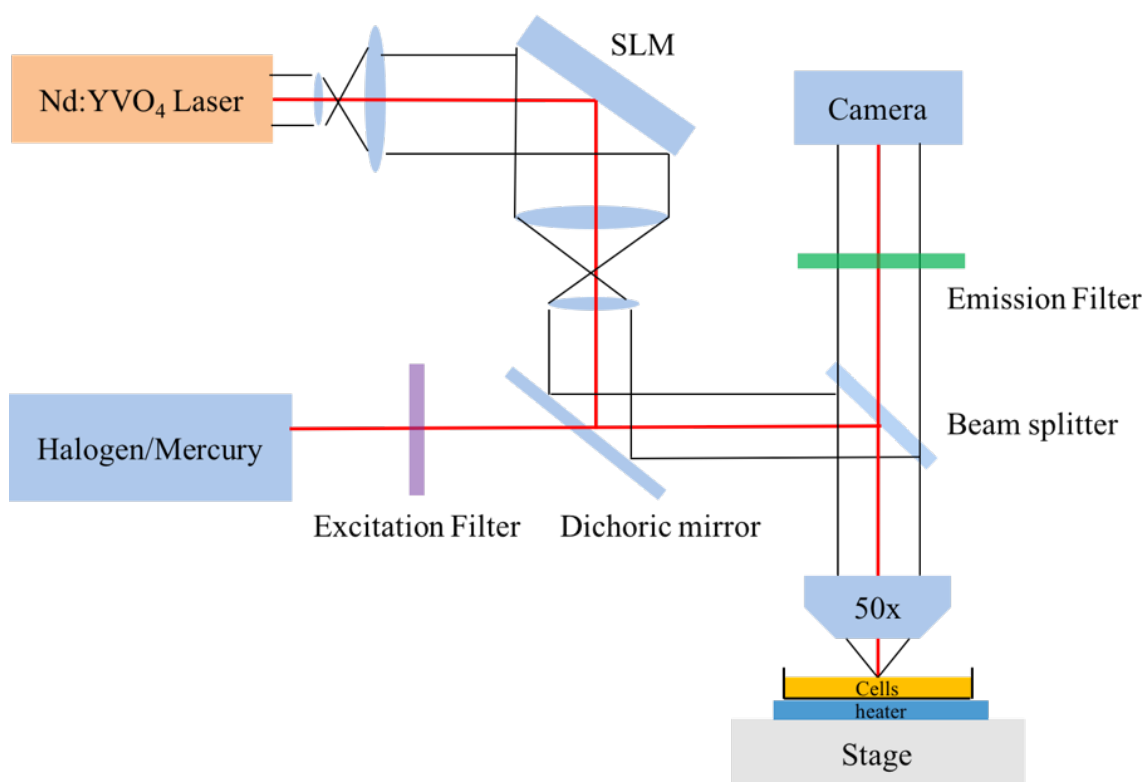 SLM
Nd:YVO₄ Laser
Camera
Emission Filter
Beam splitter
Halogen/Mercury
Excitation Filter
Dichoric mirror
50x
Cells
heater
Stage